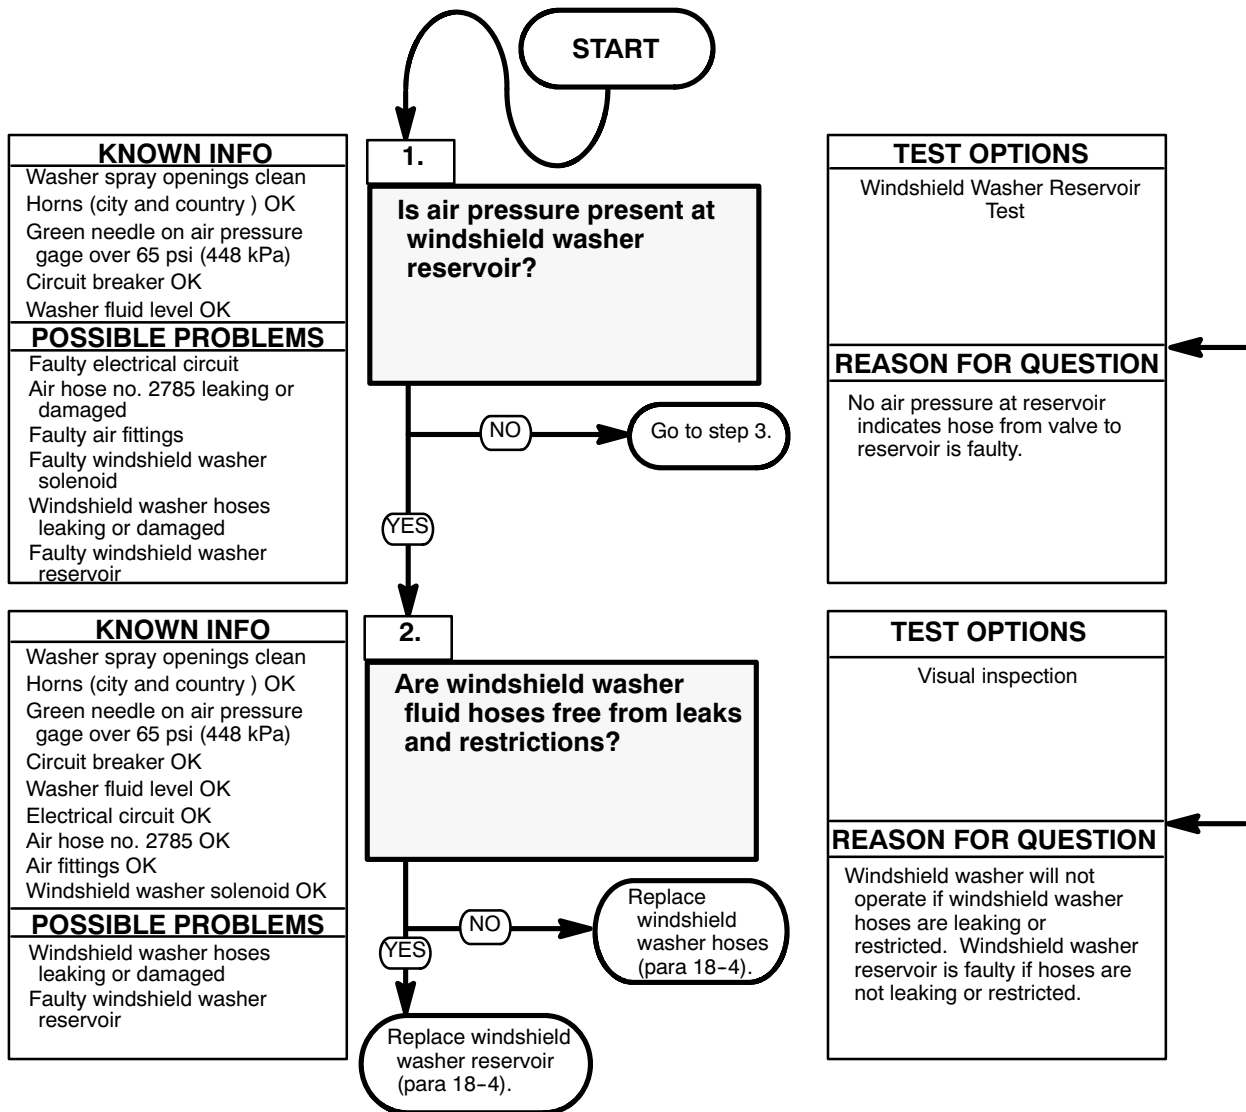 START
KNOWN INFO
Washer spray openings clean
Horns (city and country ) OK
Green needle on air pressure
gage over 65 psi (448 kPa)
Circuit breaker OK
Washer fluid level OK
POSSIBLE PROBLEMS
Faulty electrical circuit
Air hose no. 2785 leaking or
damaged
Faulty air fittings
Faulty windshield washer
solenoid
Windshield washer hoses
leaking or damaged
Faulty windshield washer
reservoir
1.
Is air pressure present at
windshield washer
reservoir?
NO
Go to step 3.
YES
TEST OPTIONS
Windshield Washer Reservoir
Test
REASON FOR QUESTION
No air pressure at reservoir
indicates hose from valve to
reservoir is faulty.
KNOWN INFO
Washer spray openings clean
Horns (city and country ) OK
Green needle on air pressure
gage over 65 psi (448 kPa)
Circuit breaker OK
Washer fluid level OK
Electrical circuit OK
Air hose no. 2785 OK
Air fittings OK
Windshield washer solenoid OK
POSSIBLE PROBLEMS
Windshield washer hoses
leaking or damaged
Faulty windshield washer
reservoir
2.
Are windshield washer
fluid hoses free from leaks
and restrictions?
NO
Replace
windshield
washer hoses
(para 18-4).
YES
Replace windshield
washer reservoir
(para 18-4).
TEST OPTIONS
Visual inspection
REASON FOR QUESTION
Windshield washer will not
operate if windshield washer
hoses are leaking or
restricted.  Windshield washer
reservoir is faulty if hoses are
not leaking or restricted.